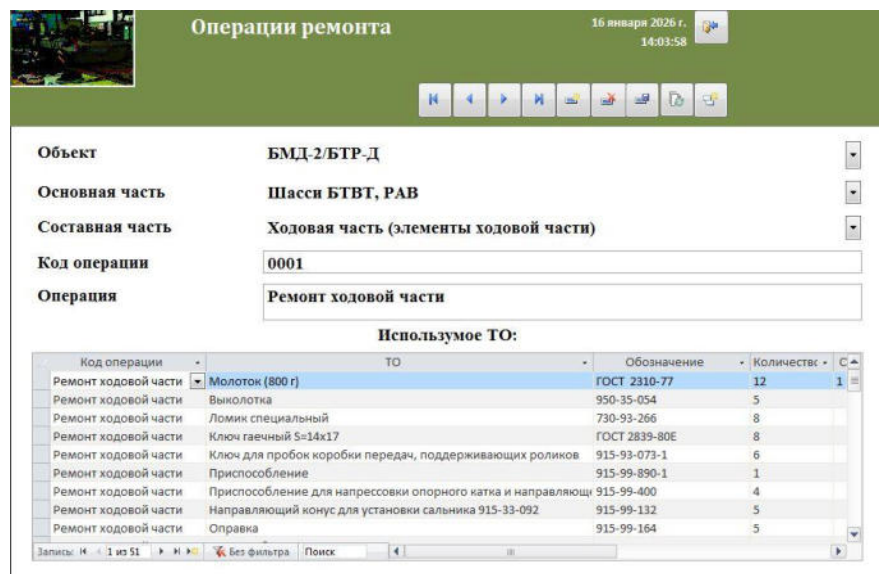 Операции ремонта
16 января 2026 г.
14:03:58
Объект БМД-2/БТР-Д
Основная часть Шасси БТВТ, РАВ
Составная часть Ходовая часть (элементы ходовой части)
Код операции 0001
Операция Ремонт ходовой части
Используемое ТО:
Код операции ТО Обозначение Количество С
Ремонт ходовой части Молоток (800 г) ГОСТ 2310-77 12 1
Ремонт ходовой части Выколотка 950-35-054 5
Ремонт ходовой части Ломик специальный 730-93-266 8
Ремонт ходовой части Ключ гаечный S=14х17 ГОСТ 2839-80Е 8
Ремонт ходовой части Ключ для пробок коробки передач, поддерживающих роликов 915-93-073-1 6
Ремонт ходовой части Приспособление 915-99-890-1 1
Ремонт ходовой части Приспособление для напрессовки опорного катка и направляюще 915-99-400 4
Ремонт ходовой части Направляющий конус для установки сальника 915-33-092 915-99-132 5
Ремонт ходовой части Оправка 915-99-164 5
Запись: 1 из 51 Без фильтра Поиск